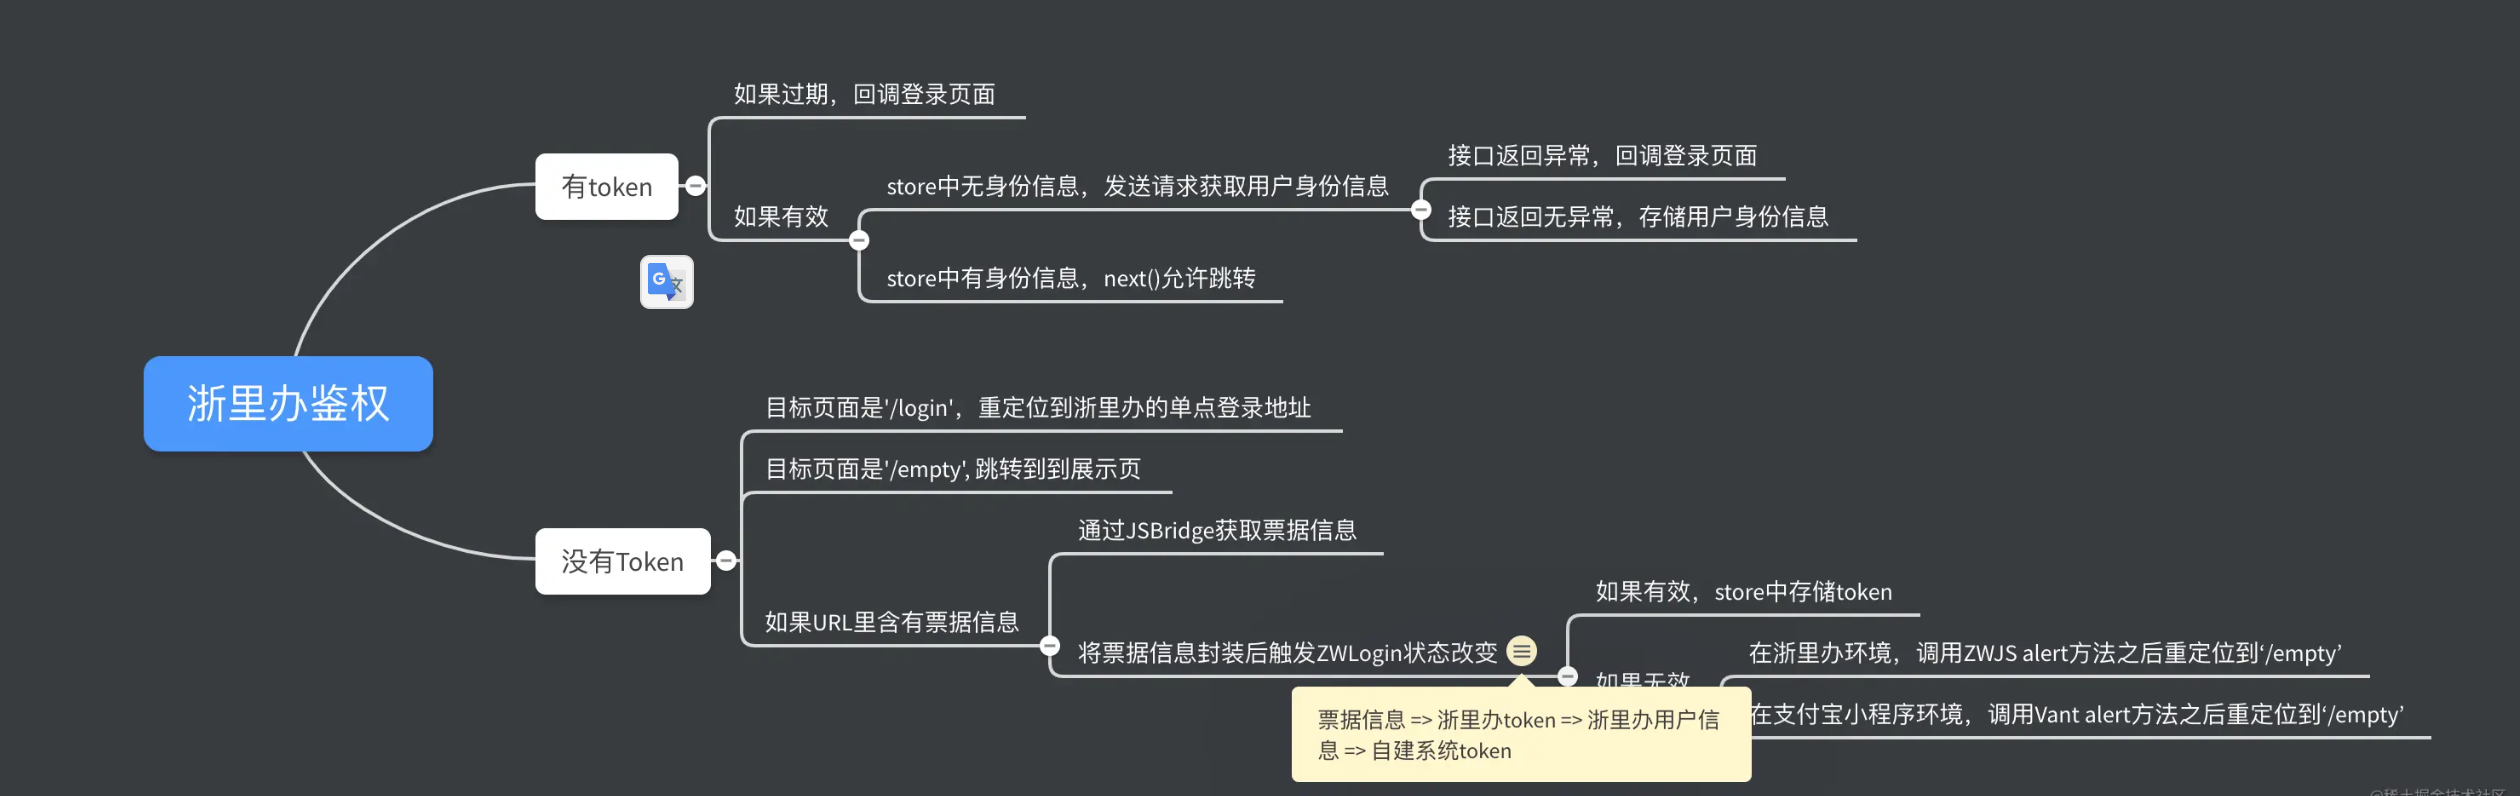 如果过期，回调登录页面
有token
如果有效
store中无身份信息，发送请求获取用户身份信息
接口返回异常，回调登录页面
接口返回无异常，存储用户身份信息
store中有身份信息，next()允许跳转
浙里办鉴权
没有Token
目标页面是'/login'，重定位到浙里办的单点登录地址
目标页面是'/empty', 跳转到到展示页
如果URL里含有票据信息
通过JSBridge获取票据信息
将票据信息封装后触发ZWLogin状态改变
如果有效，store中存储token
如果无效
在浙里办环境，调用ZWJS alert方法之后重定位到‘/empty’
在支付宝小程序环境，调用Vant alert方法之后重定位到‘/empty’
票据信息 => 浙里办token => 浙里办用户信
息 => 自建系统token
@稀土掘金技术社区